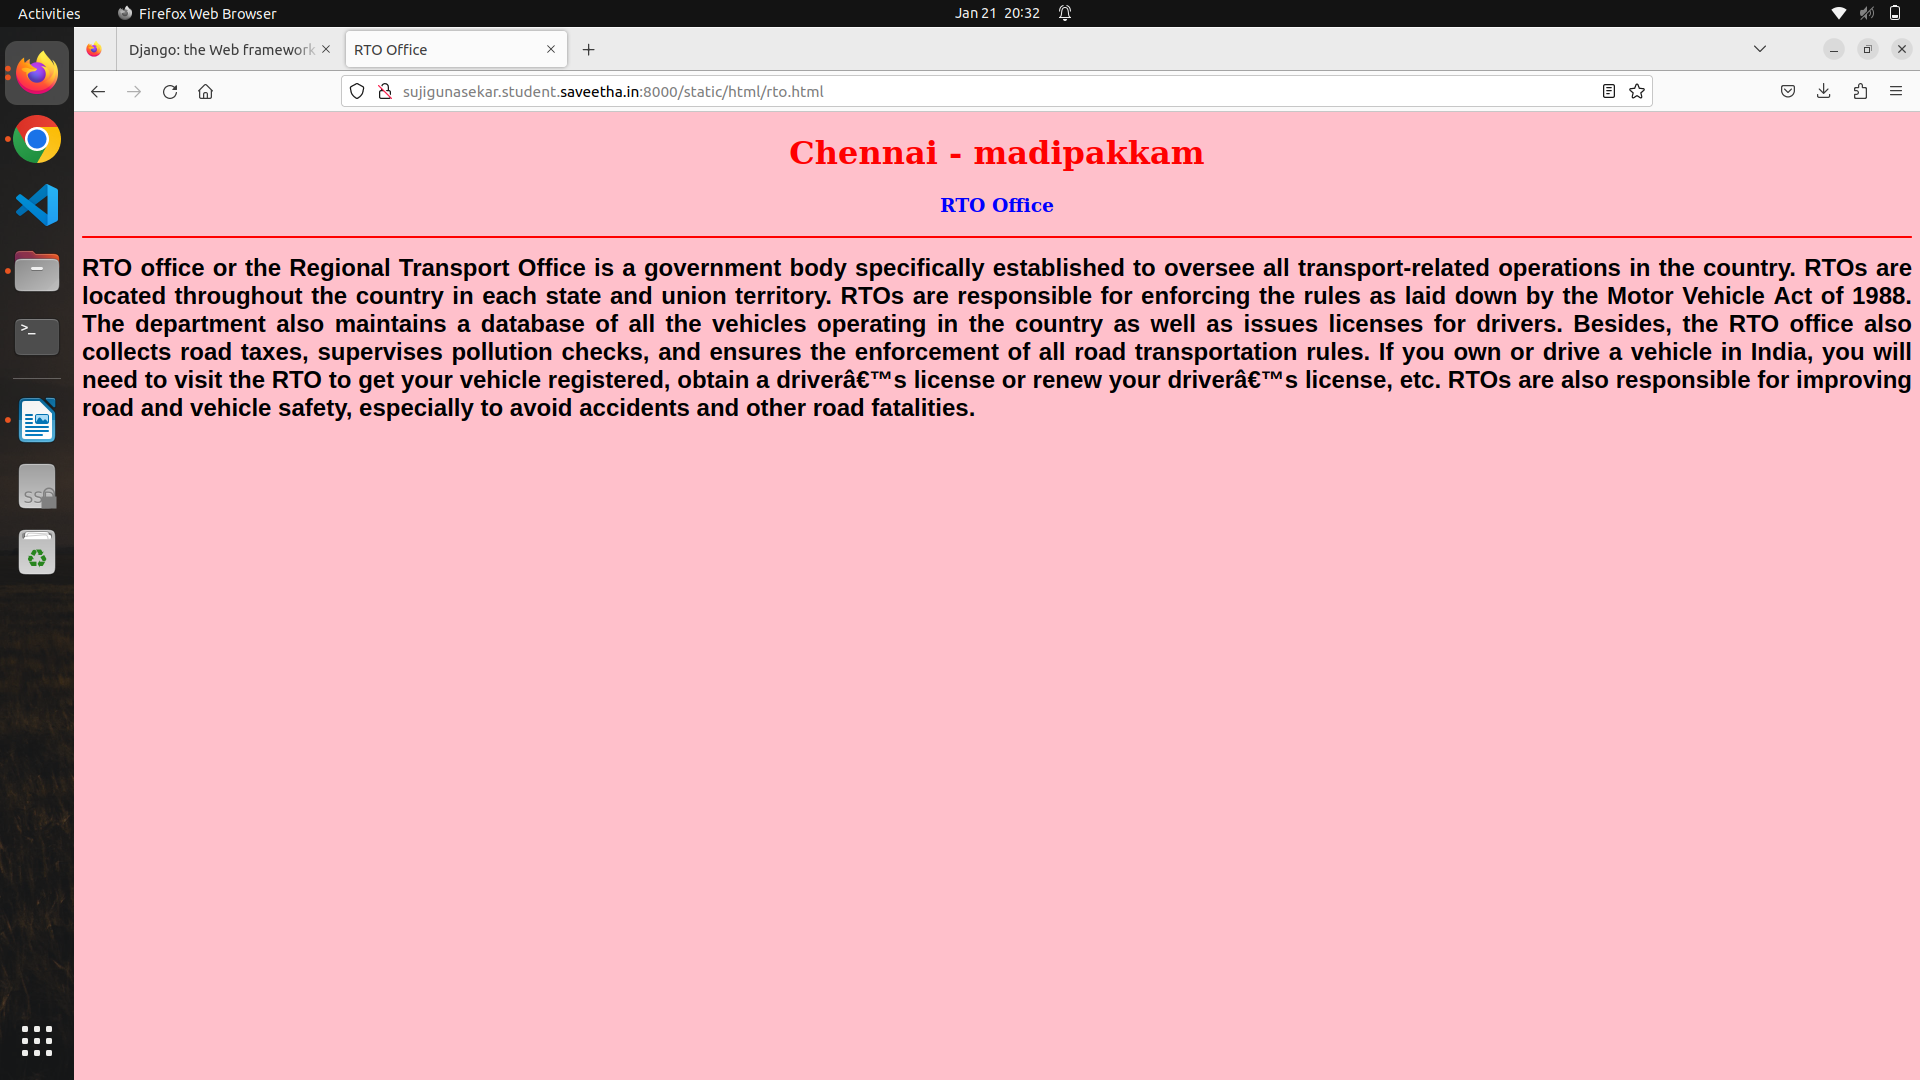 Activities
Firefox Web Browser
Jan 21 20:32
Django: the Web framework
RTO Office
sujigunasekar.student.saveetha.in:8000/static/html/rto.html
Chennai - madipakkam
RTO Office
RTO office or the Regional Transport Office is a government body specifically established to oversee all transport-related operations in the country. RTOs are
located throughout the country in each state and union territory. RTOs are responsible for enforcing the rules as laid down by the Motor Vehicle Act of 1988.
The department also maintains a database of all the vehicles operating in the country as well as issues licenses for drivers. Besides, the RTO office also
collects road taxes, supervises pollution checks, and ensures the enforcement of all road transportation rules. If you own or drive a vehicle in India, you will
need to visit the RTO to get your vehicle registered, obtain a driverâ€™s license or renew your driverâ€™s license, etc. RTOs are also responsible for improving
road and vehicle safety, especially to avoid accidents and other road fatalities.
>_
SS